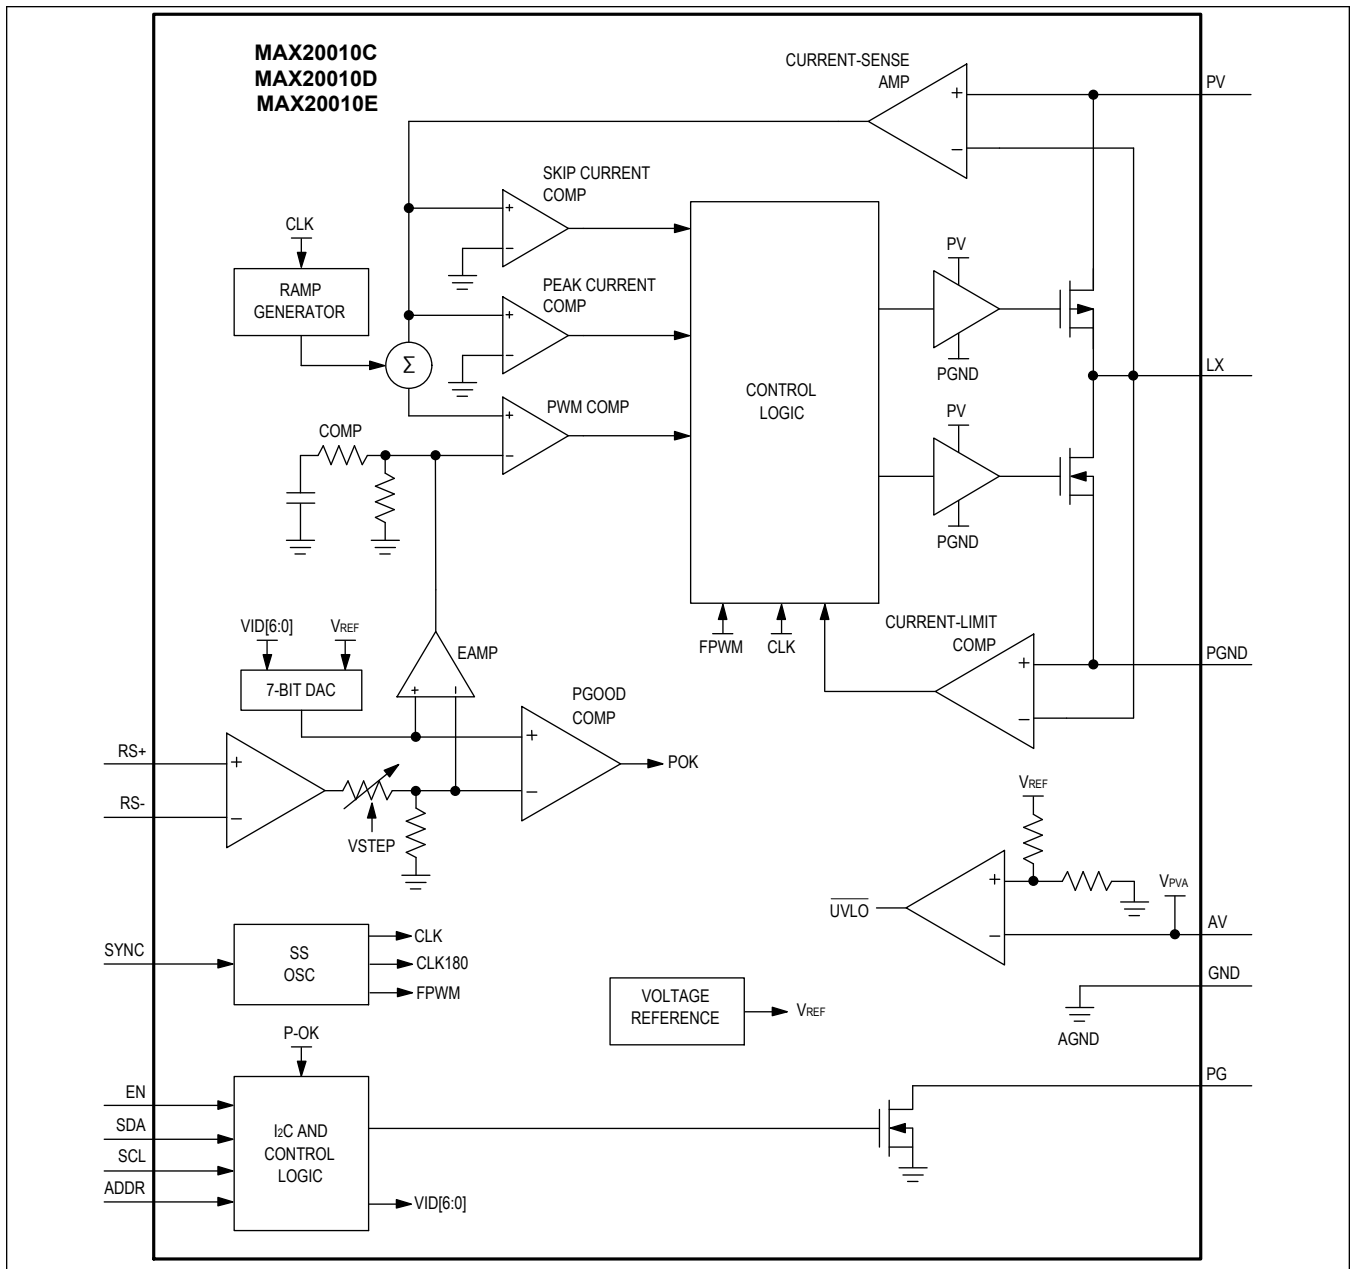 MAX20010C
MAX20010D
MAX20010E
CURRENT-SENSE
AMP
+
−
PV
SKIP CURRENT
COMP
+
−
CLK
RAMP
GENERATOR
PEAK CURRENT
COMP
+
−
Σ
PWM COMP
+
−
COMP
CONTROL
LOGIC
PV
PGND
PV
PGND
LX
FPWM
CLK
CURRENT-LIMIT
COMP
+
−
PGND
VID[6:0]
VREF
7-BIT DAC
EAMP
+
−
PGOOD
COMP
+
−
POK
RS+
RS-
+
−
VSTEP
VREF
+
−
UVLO
VPVA
AV
SYNC
SS
OSC
CLK
CLK180
FPWM
VOLTAGE
REFERENCE
VREF
GND
AGND
P-OK
EN
SDA
SCL
ADDR
I2C AND
CONTROL
LOGIC
VID[6:0]
PG